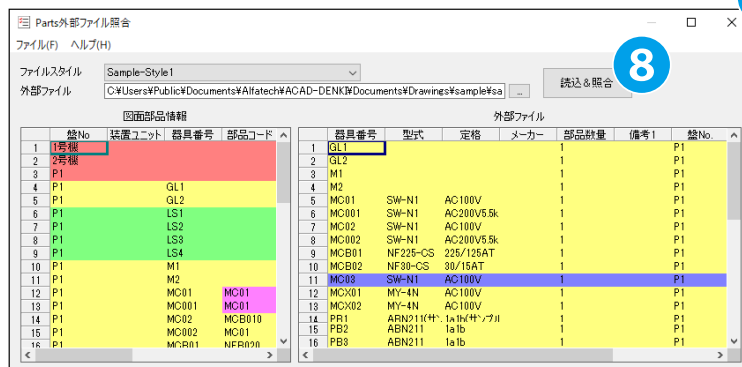 Parts外部ファイル照合
ファイル(F) ヘルプ(H)
ファイルスタイル Sample-Style1
8
外部ファイル C:¥Users¥Public¥Documents¥Alfatech¥ACAD-DENKI¥Documents¥Drawings¥sample¥sa ... 読込&照合
図面部品情報 外部ファイル
盤No 装置ユニット 器具番号 部品コード 器具番号 型式 定格 メーカー 部品数量 備考1 盤No.
1 1号機 1 GL1 1 P1
2 2号機 2 GL2 1 P1
3 P1 3 M1 1 P1
4 P1 GL1 4 M2 1 P1
5 P1 GL2 5 MC01 SW-N1 AC100V 1 P1
6 P1 LS1 6 MC001 SW-N1 AC200V5.5k 1 P1
7 P1 LS2 7 MC02 SW-N1 AC100V 1 P1
8 P1 LS3 8 MC002 SW-N1 AC200V5.5k 1 P1
9 P1 LS4 9 MCB01 NF225-CS 225/125AT 1 P1
10 P1 M1 10 MCB02 NF30-CS 30/15AT 1 P1
11 P1 M2 11 MC03 SW-N1 AC100V 1 P1
12 P1 MC01 MC01 12 MCX01 MY-4N AC100V 1 P1
13 P1 MC001 MC01 13 MCX02 MY-4N AC100V 1 P1
14 P1 MC02 MCB010 14 PB1 ABN211(サン 1a1b(サンプル 1 P1
15 P1 MC002 MC01 15 PB2 ABN211 1a1b 1 P1
16 P1 MCB01 NFB020 16 PB3 ABN211 1a1b 1 P1